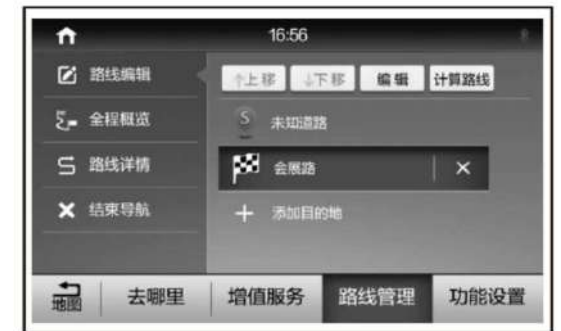 16:56
路线编辑
↑上移 ↓下移 编辑 计算路线
全程概览
S 未知道路
路线详情
会展路 ×
结束导航
+ 添加目的地
地图 去哪里 增值服务 路线管理 功能设置